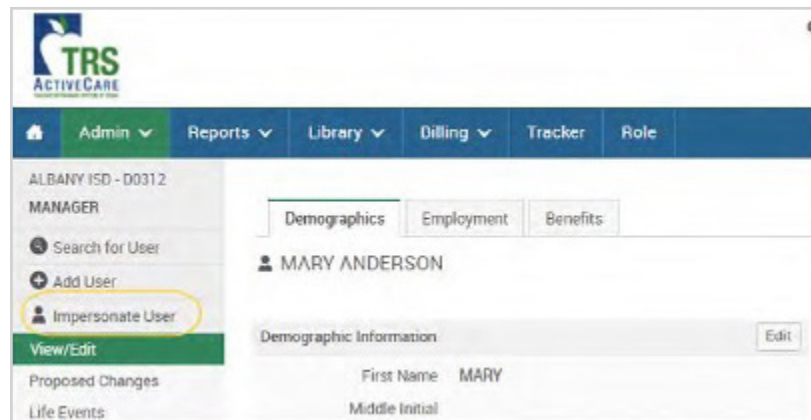 TRS
ACTIVECARE
Admin Reports Library Billing Tracker Role
ALBANY ISD - D0312
MANAGER
Search for User
Add User
Impersonate User
View/Edit
Proposed Changes
Life Events
Demographics Employment Benefits
MARY ANDERSON
Demographic Information Edit
First Name MARY
Middle Initial